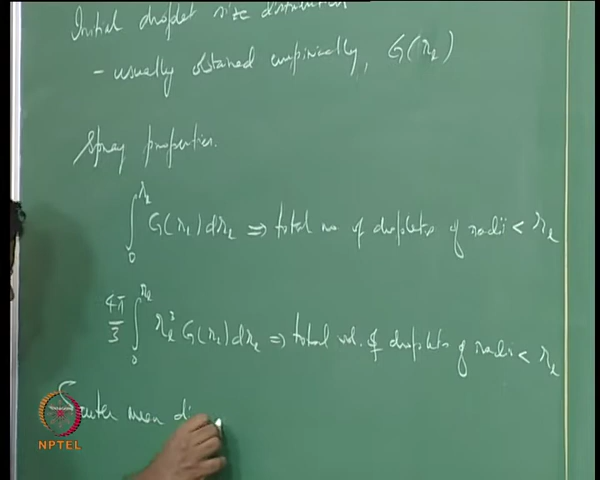 Initial droplet size distribution
- usually obtained empirically, G(r_l)
Spray properties.
∫_0^{r_l} G(r_l) dr_l ⇒ total no of droplets of radii < r_l
4π/3 ∫_0^{r_l} r_l^3 G(r_l) dr_l ⇒ total vol. of droplets of radii < r_l
Sauter mean di
NPTEL